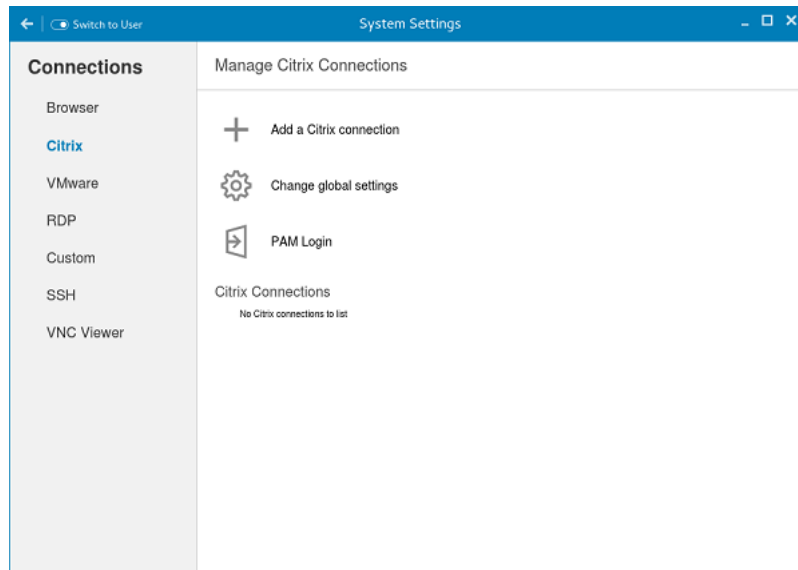 Switch to User
System Settings
Connections
Browser
Citrix
VMware
RDP
Custom
SSH
VNC Viewer
Manage Citrix Connections
Add a Citrix connection
Change global settings
PAM Login
Citrix Connections
No Citrix connections to list